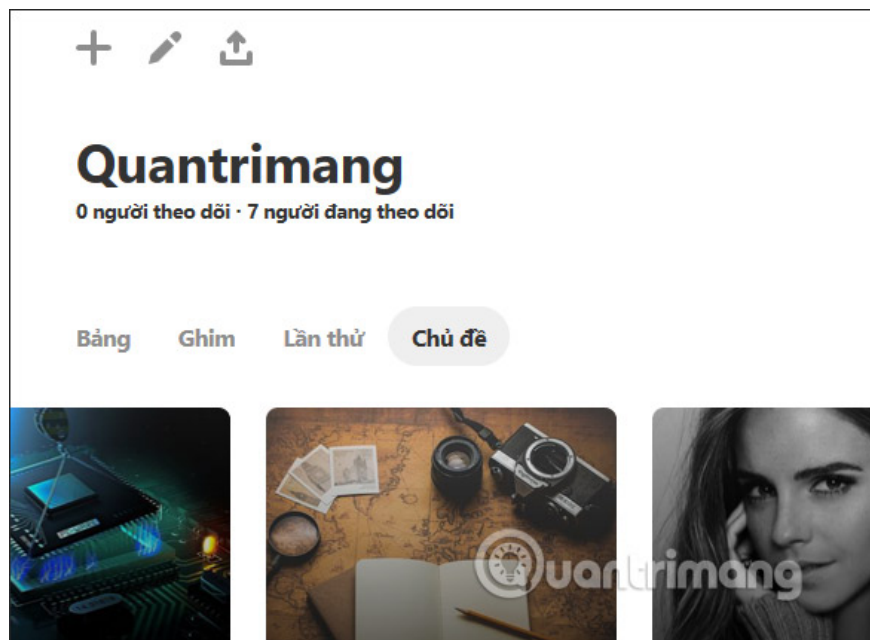 Quantrimang
0 người theo dõi · 7 người đang theo dõi
Bảng Ghim Lần thử Chủ đề
Quantrimang